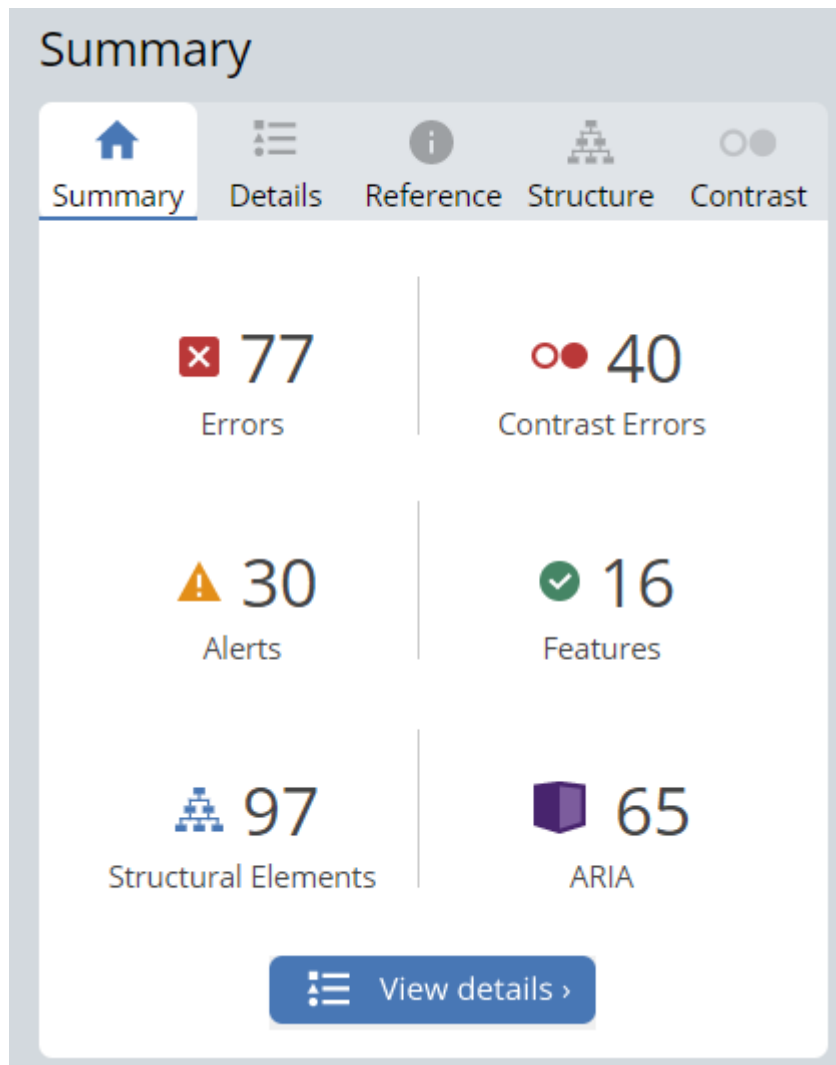 Summary
Summary Details Reference Structure Contrast
77 40
Errors Contrast Errors
30 16
Alerts Features
97 65
Structural Elements ARIA
View details ›